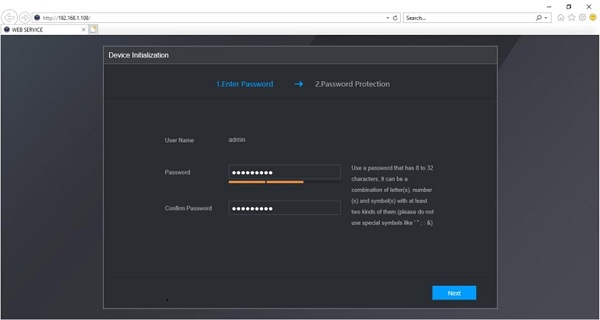 http://192.168.1.108/
Search...
WEB SERVICE
Device Initialization
1.Enter Password
2.Password Protection
User Name
admin
Password
●●●●●●●●●
Use a password that has 8 to 32
characters, it can be a
combination of letter(s), number
(s) and symbol(s) with at least
two kinds of them.(please do not
use special symbols like ' " ; : &)
Confirm Password
●●●●●●●●●
Next